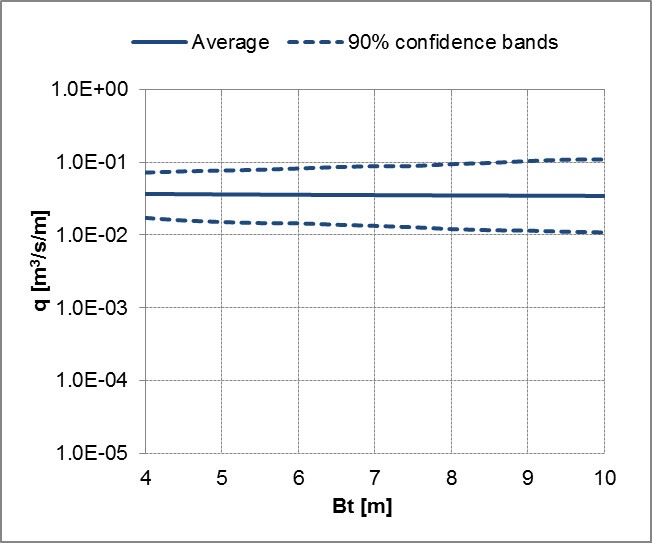 Average 90% confidence bands
1.0E+00
1.0E-01
1.0E-02
1.0E-03
1.0E-04
1.0E-05
q [m³/s/m]
4 5 6 7 8 9 10
Bt [m]